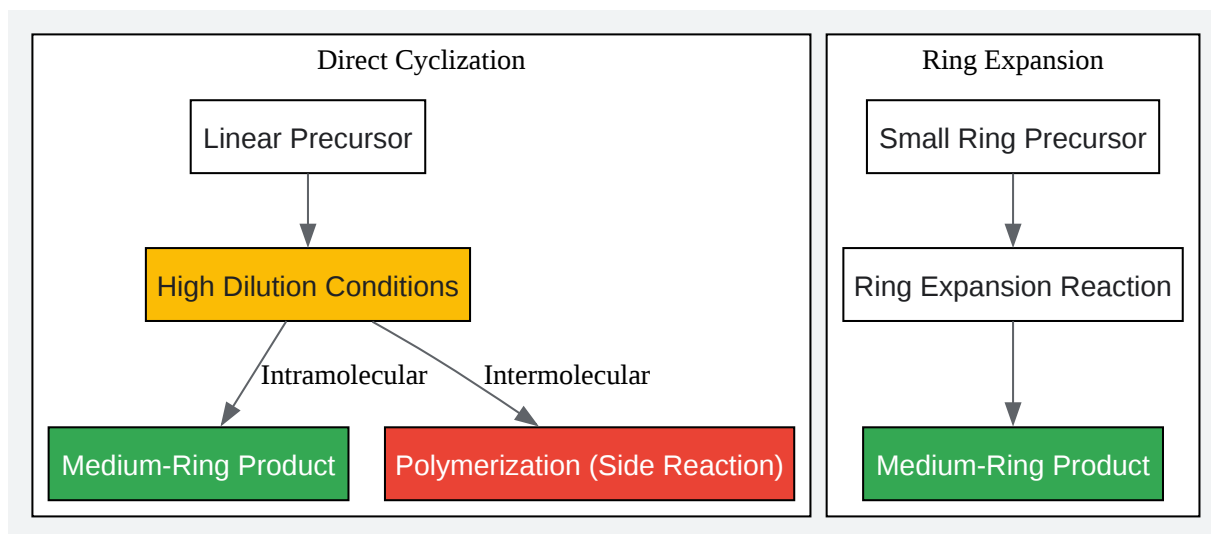 Direct Cyclization
Linear Precursor
High Dilution Conditions
Intramolecular
Intermolecular
Medium-Ring Product
Polymerization (Side Reaction)
Ring Expansion
Small Ring Precursor
Ring Expansion Reaction
Medium-Ring Product